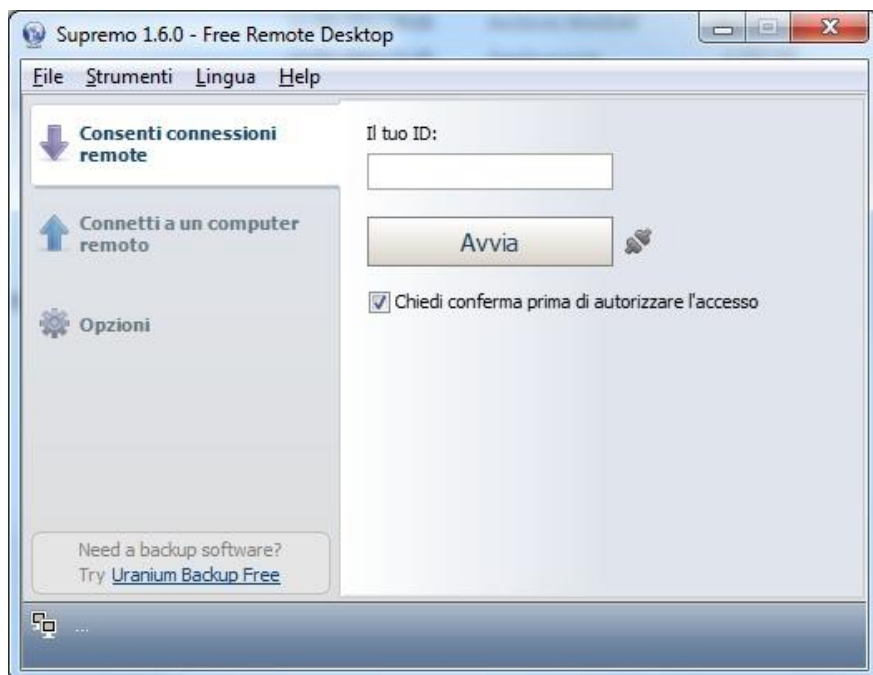 Supremo 1.6.0 - Free Remote Desktop
File Strumenti Lingua Help
Consenti connessioni
remote
Connetti a un computer
remoto
Opzioni
Need a backup software?
Try Uranium Backup Free
Il tuo ID:
Avvia
Chiedi conferma prima di autorizzare l'accesso
...